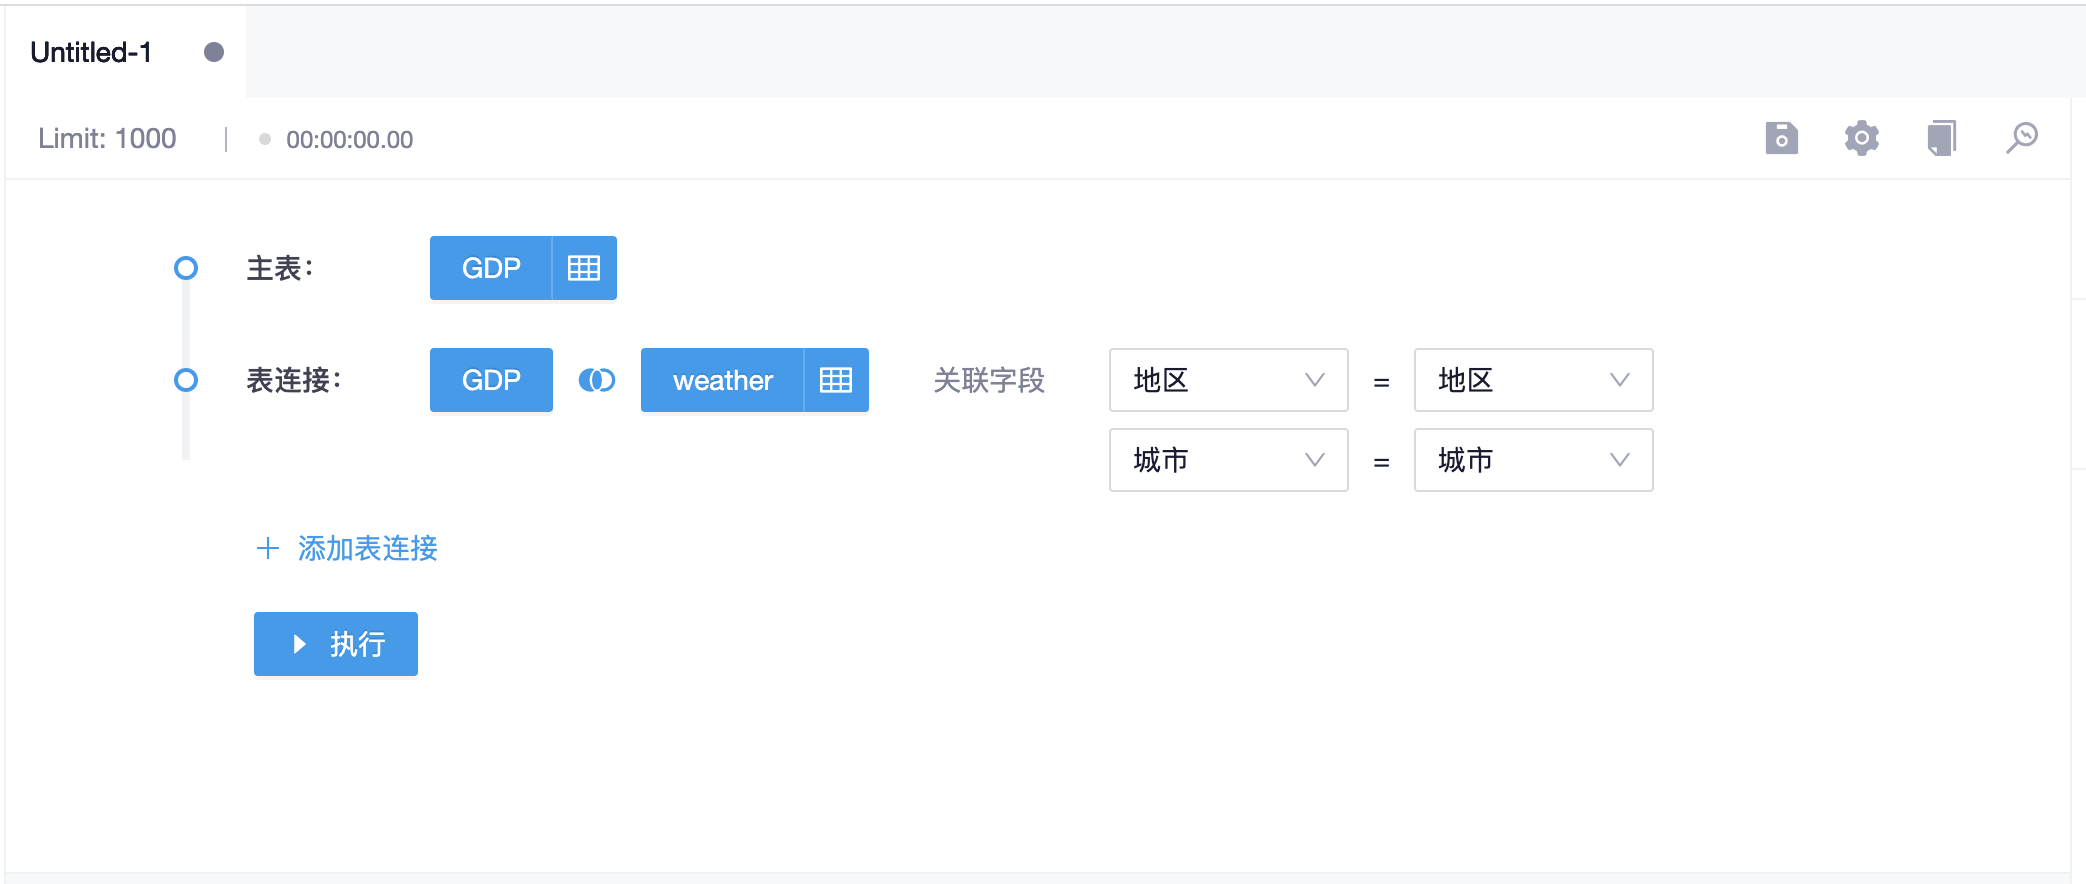 Untitled-1
Limit: 1000 | 00:00:00.00
主表： GDP
表连接： GDP weather 关联字段 地区 = 地区
城市 = 城市
+ 添加表连接
执行